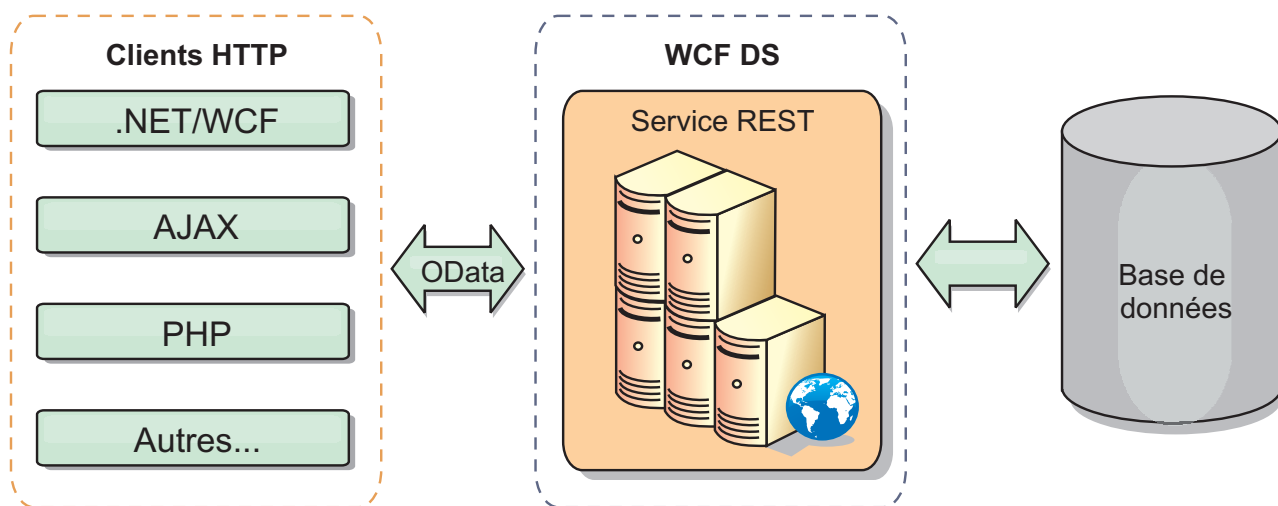 Clients HTTP
.NET/WCF
AJAX
PHP
Autres...
OData
WCF DS
Service REST
Base de
données